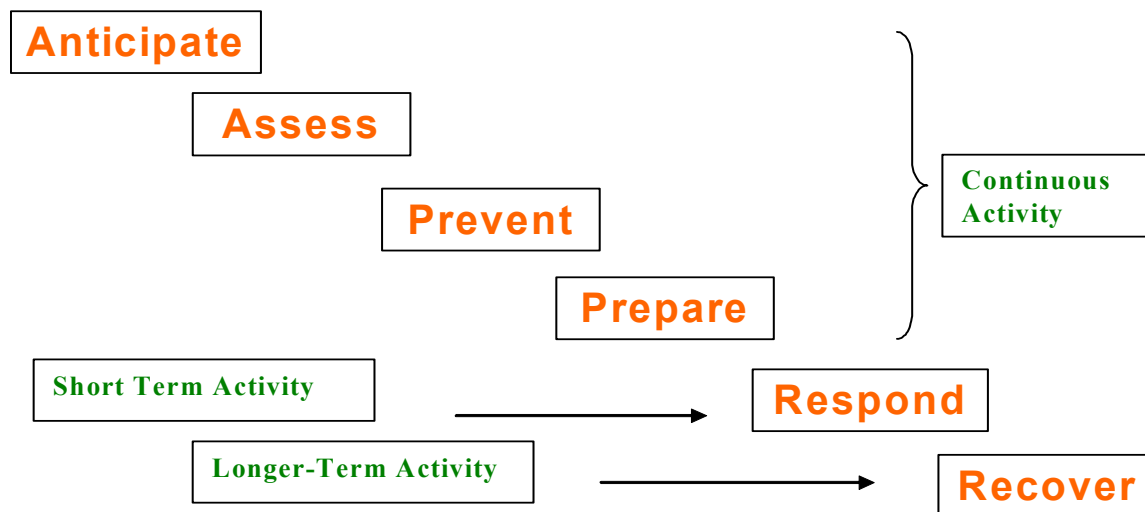 Anticipate
Assess
Prevent
Continuous
Activity
Prepare
Short Term Activity
Respond
Longer-Term Activity
Recover